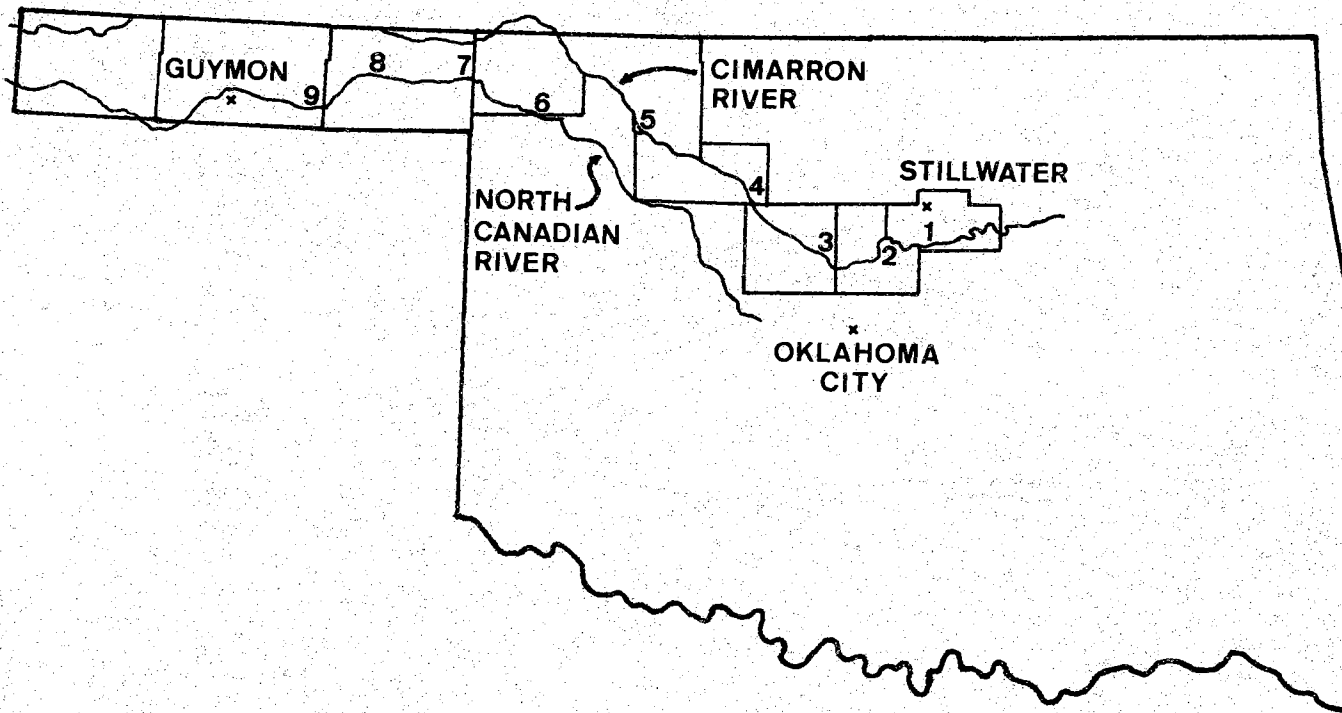 GUYMON
9
8
7
6
5
CIMARRON
RIVER
4
STILLWATER
NORTH
CANADIAN
RIVER
3
2
1
OKLAHOMA
CITY